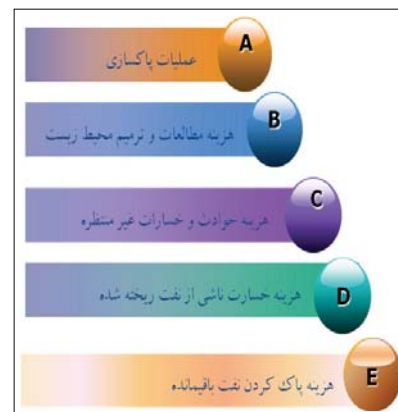 A
عملیات پاکسازی
B
هزینه مطالعات و ترمیم محیط زیست
C
هزینه حوادث و خسارات غیر منتظره
D
هزینه خسارت ناشی از نفت ریخته شده
E
هزینه پاک کردن نفت باقیمانده